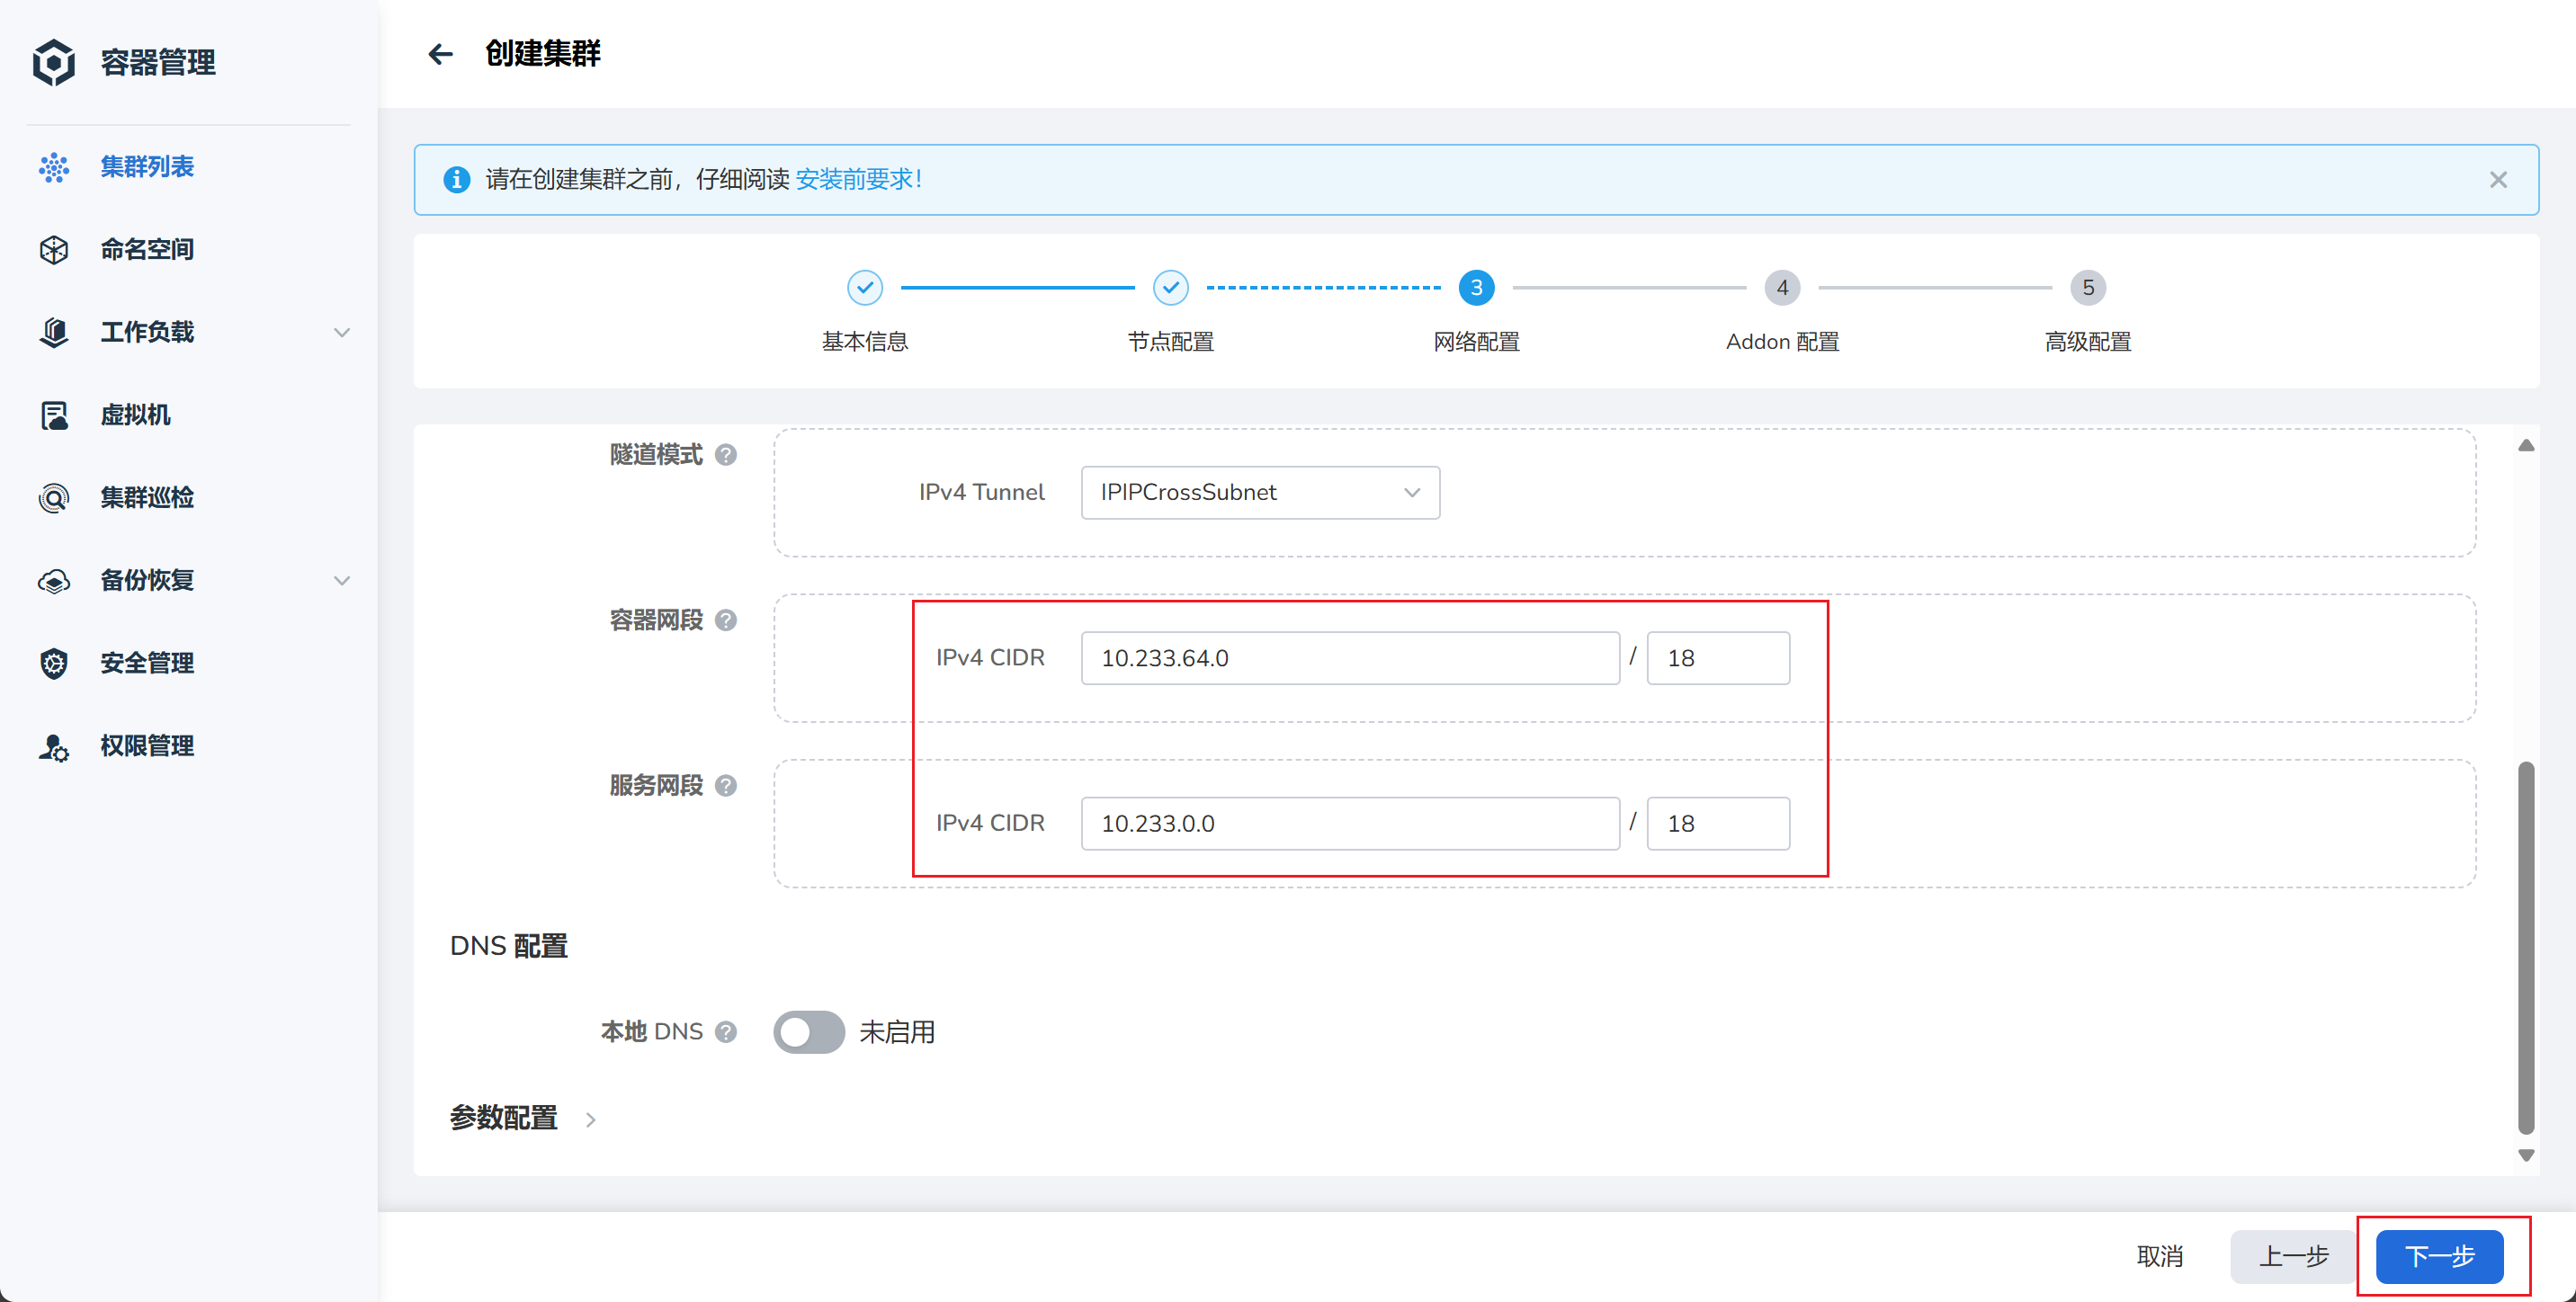 容器管理
集群列表
命名空间
工作负载
虚拟机
集群巡检
备份恢复
安全管理
权限管理
创建集群
请在创建集群之前，仔细阅读 安装前要求！
3
4
5
基本信息
节点配置
网络配置
Addon 配置
高级配置
隧道模式
IPv4 Tunnel
IPIPCrossSubnet
容器网段
IPv4 CIDR
10.233.64.0 / 18
服务网段
IPv4 CIDR
10.233.0.0 / 18
DNS 配置
本地 DNS
未启用
参数配置
取消
上一步
下一步